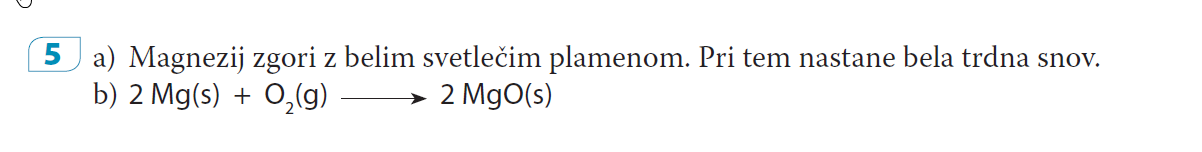 5 a) Magnezij zgori z belim svetlečim plamenom. Pri tem nastane bela trdna snov.
b) 2 Mg(s) + O₂(g) ⟶ 2 MgO(s)